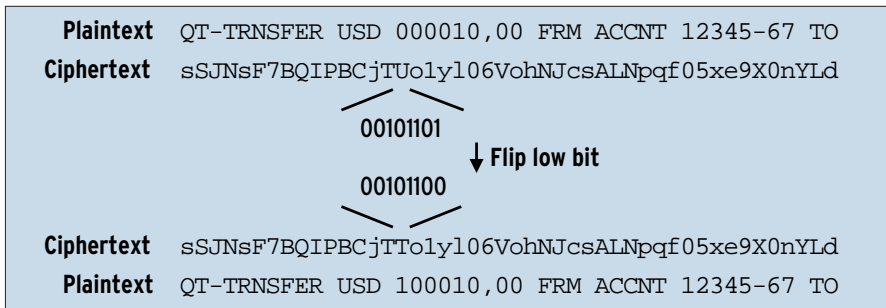 Plaintext QT-TRNSFER USD 000010,00 FRM ACCNT 12345-67 TO
Ciphertext sSJNsF7BQIPBCjTUo1yl06VohNJcsALNpqf05xe9X0nYLd
00101101
Flip low bit
00101100
Ciphertext sSJNsF7BQIPBCjTTo1yl06VohNJcsALNpqf05xe9X0nYLd
Plaintext QT-TRNSFER USD 100010,00 FRM ACCNT 12345-67 TO